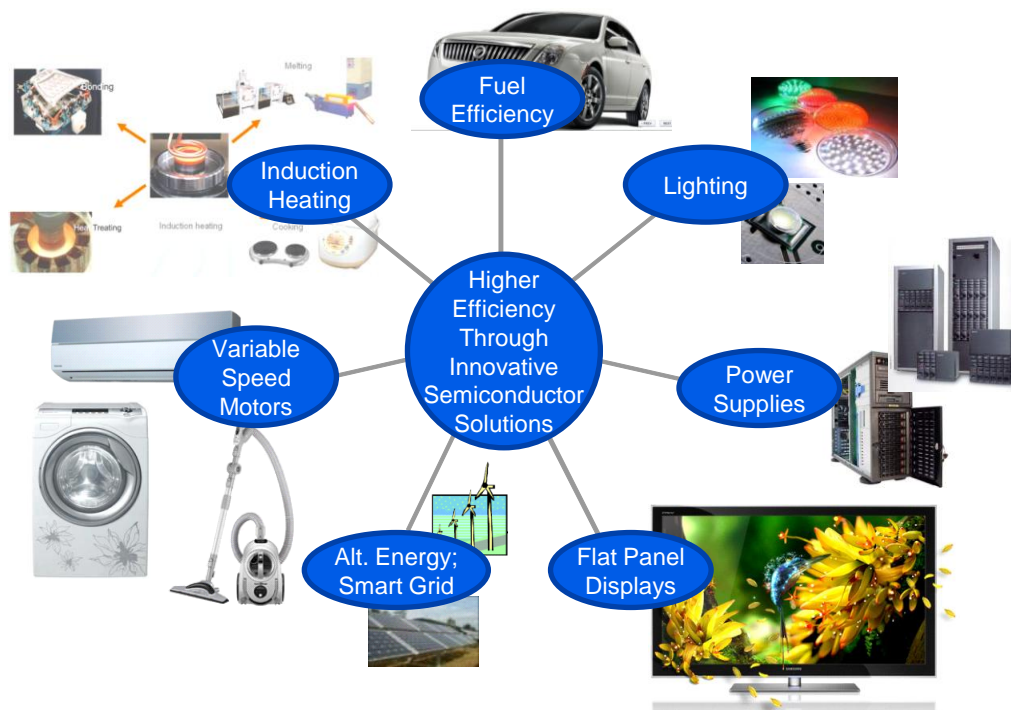 Fuel
Efficiency
Bonding
Melting
Induction
Heating
Lighting
Heat Treating
Induction heating
Cooking
Higher
Efficiency
Through
Innovative
Semiconductor
Solutions
Variable
Speed
Motors
Power
Supplies
Alt. Energy;
Smart Grid
Flat Panel
Displays
SAMSUNG